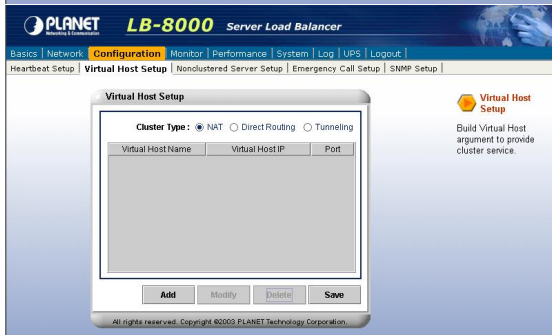 PLANET
Networking & Communication
LB-8000 Server Load Balancer
Basics | Network | Configuration | Monitor | Performance | System | Log | UPS | Logout |
Heartbeat Setup | Virtual Host Setup | Nonclustered Server Setup | Emergency Call Setup | SNMP Setup |
Virtual Host Setup
Cluster Type : NAT Direct Routing Tunneling
Virtual Host Name Virtual Host IP Port
Add Modify Delete Save
All rights reserved. Copyright ©2003 PLANET Technology Corporation.
Virtual Host
Setup
Build Virtual Host
argument to provide
cluster service.